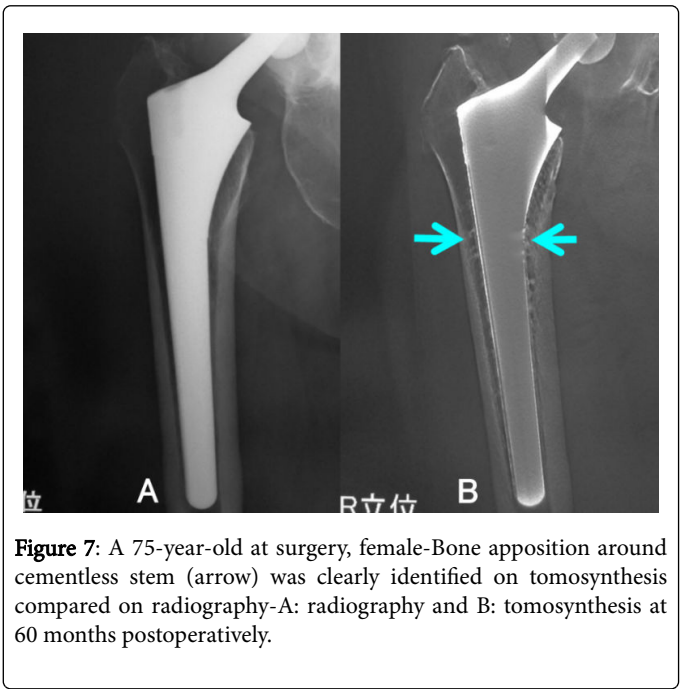 位 A R立位 B
Figure 7: A 75-year-old at surgery, female-Bone apposition around
cementless stem (arrow) was clearly identified on tomosynthesis
compared on radiography-A: radiography and B: tomosynthesis at
60 months postoperatively.